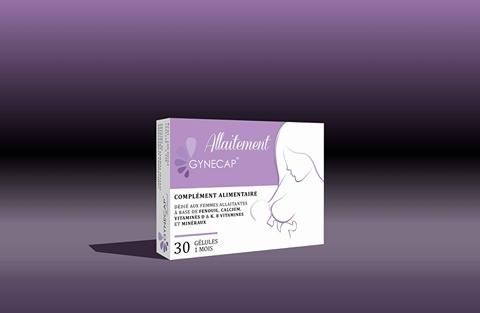 Allaitement
GYNECAP®
COMPLÉMENT ALIMENTAIRE
DÉDIÉ AUX FEMMES ALLAITANTES
À BASE DE FENOUIL, CALCIUM,
VITAMINES D & K, 8 VITAMINES
ET MINÉRAUX
30 GÉLULES
1 MOIS
GYNECAP